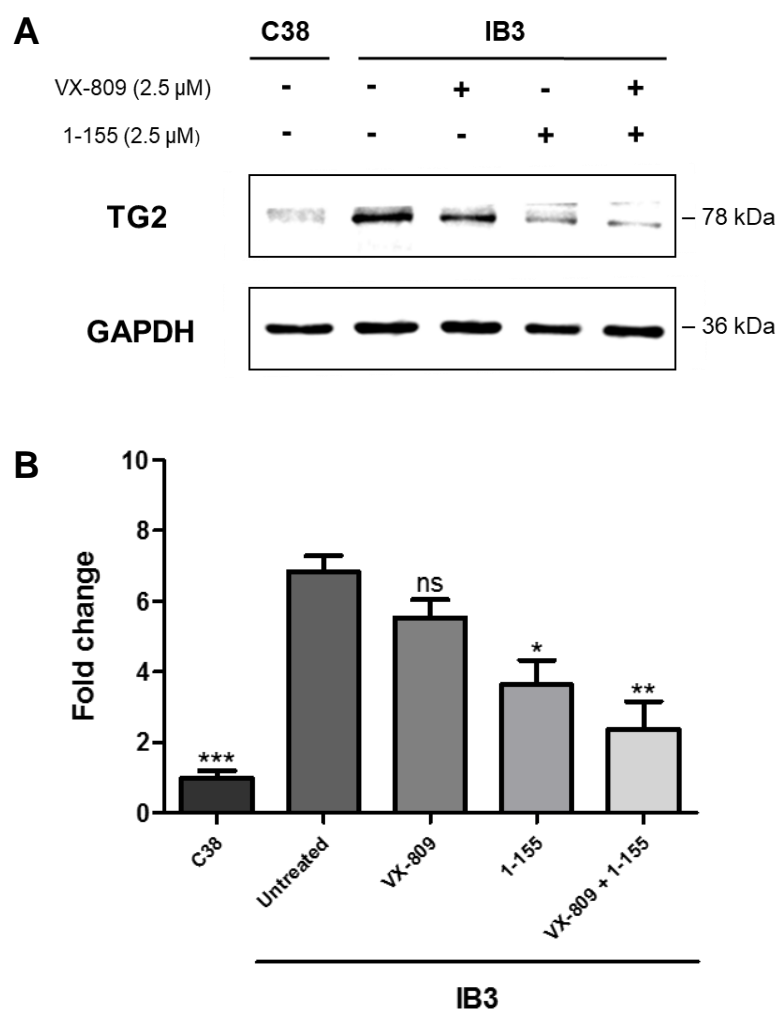 A
C38 IB3
VX-809 (2.5 µM) - - + - +
1-155 (2.5 µM) - - - + +
TG2 – 78 kDa
GAPDH – 36 kDa
B
Fold change
10
8
6
4
2
0
***
ns
*
**
C38
Untreated
VX-809
1-155
VX-809 + 1-155
IB3